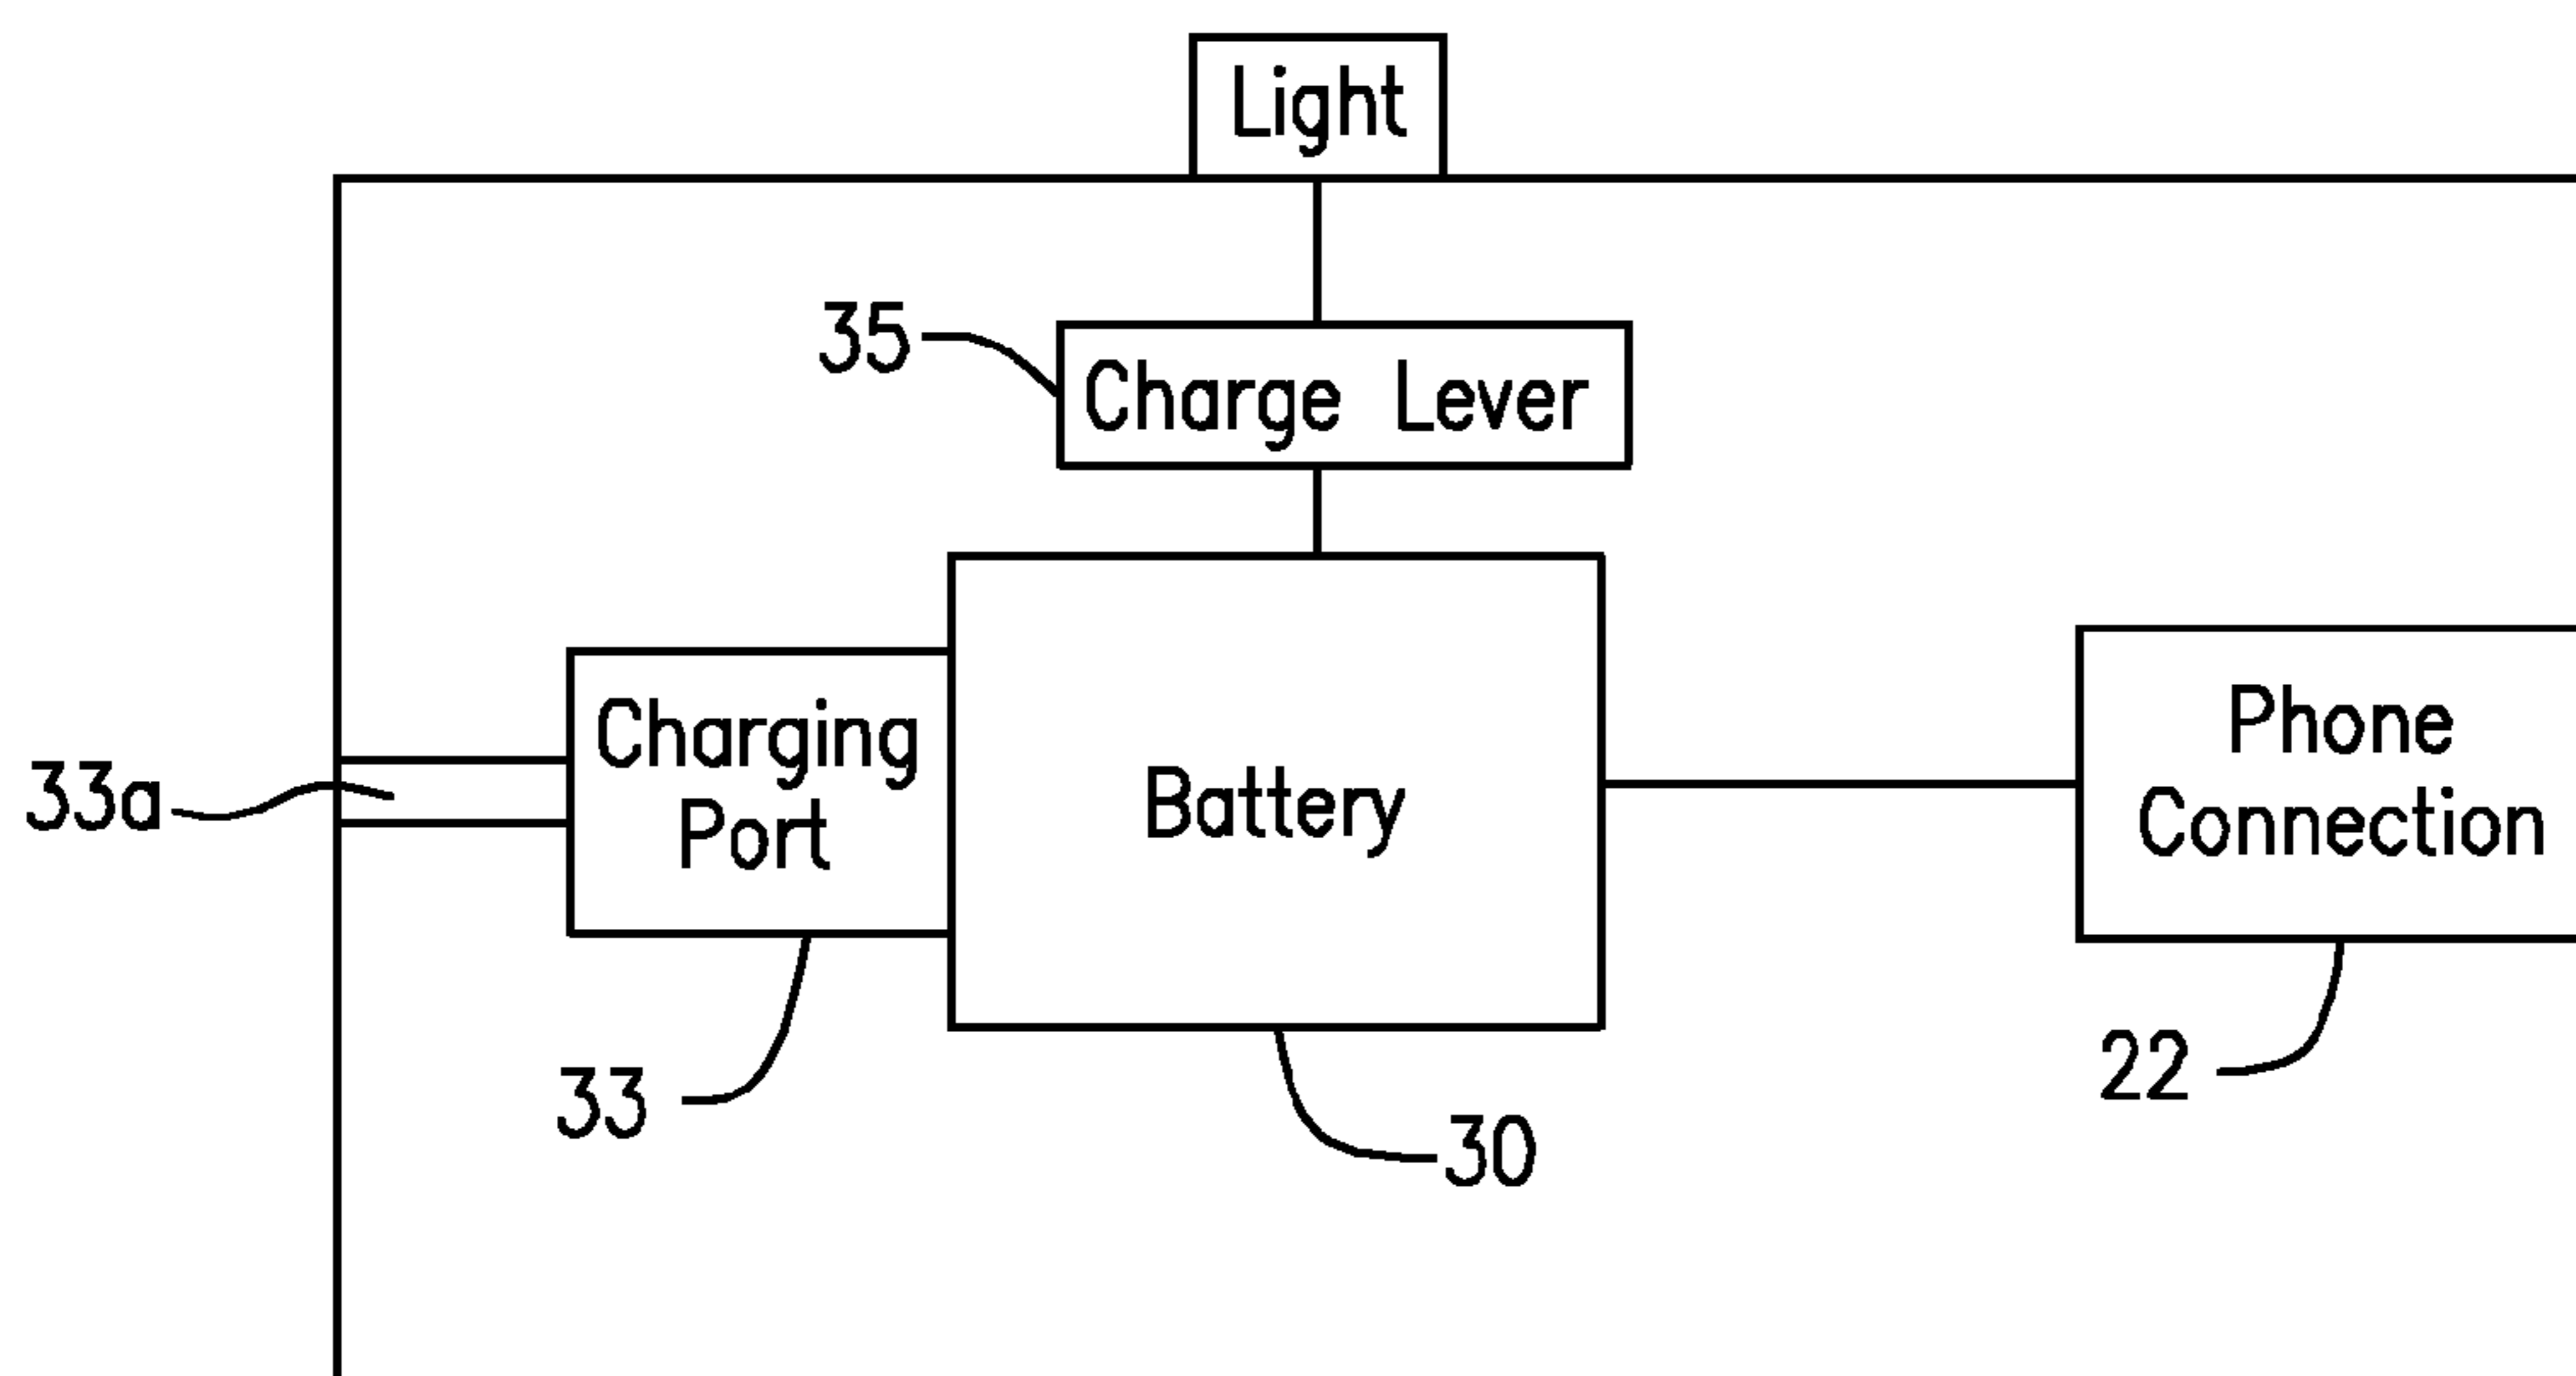 Light
35
Charge Lever
Charging
Port
Battery
Phone
Connection
33a
33
30
22